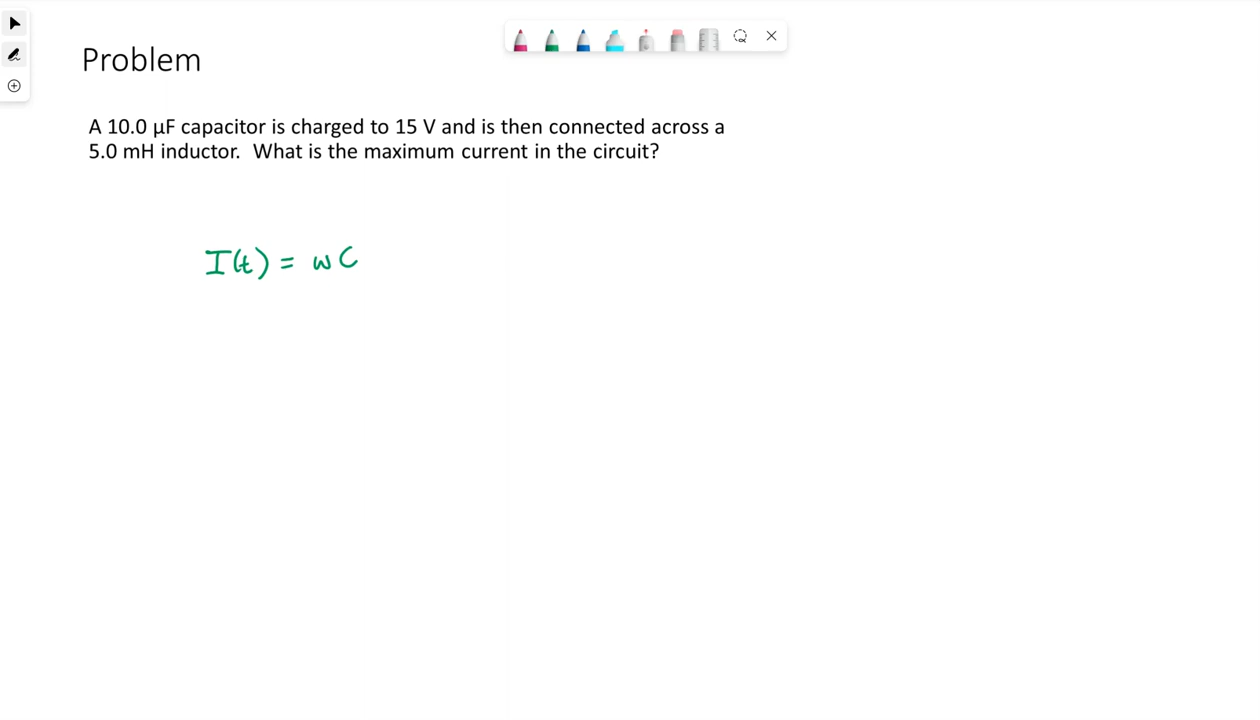 Problem
A 10.0 μF capacitor is charged to 15 V and is then connected across a
5.0 mH inductor. What is the maximum current in the circuit?
I(t) = ωC